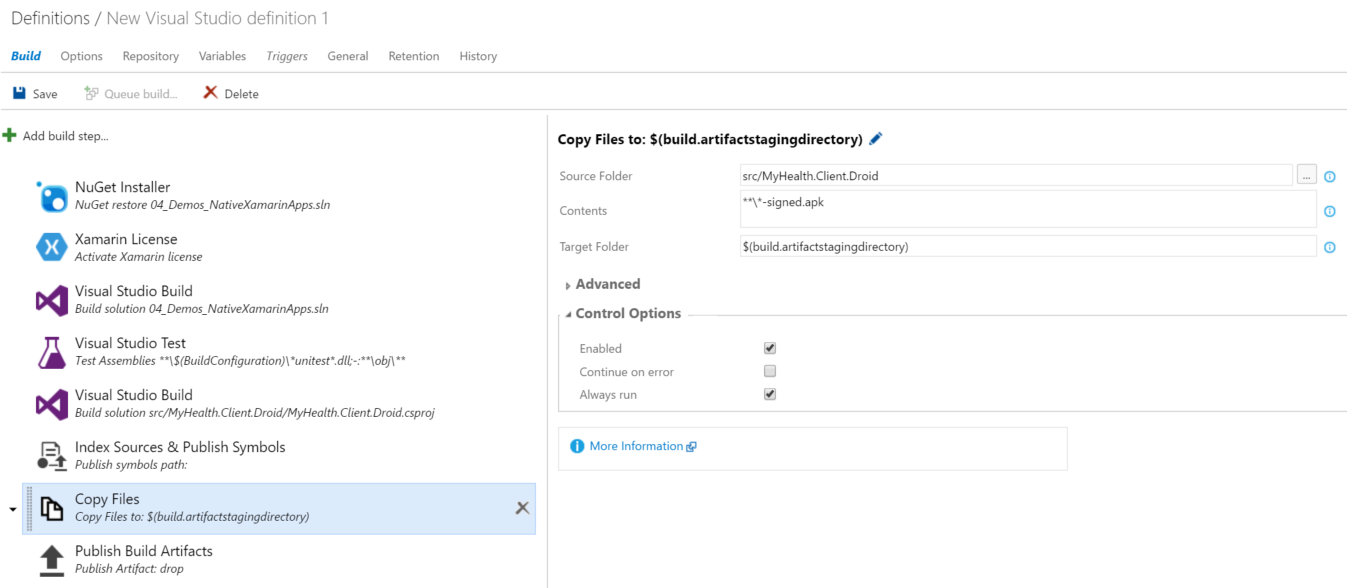 Definitions / New Visual Studio definition 1
Build Options Repository Variables Triggers General Retention History
Save Queue build... Delete
Add build step...
NuGet Installer
NuGet restore 04_Demos_NativeXamarinApps.sln
Xamarin License
Activate Xamarin license
Visual Studio Build
Build solution 04_Demos_NativeXamarinApps.sln
Visual Studio Test
Test Assemblies **\$(BuildConfiguration)\*unitest*.dll;-:**\obj\**
Visual Studio Build
Build solution src/MyHealth.Client.Droid/MyHealth.Client.Droid.csproj
Index Sources & Publish Symbols
Publish symbols path:
Copy Files
Copy Files to: $(build.artifactstagingdirectory)
Publish Build Artifacts
Publish Artifact: drop
Copy Files to: $(build.artifactstagingdirectory)
Source Folder src/MyHealth.Client.Droid ...
Contents **\*-signed.apk
Target Folder $(build.artifactstagingdirectory)
Advanced
Control Options
Enabled
Continue on error
Always run
More Information